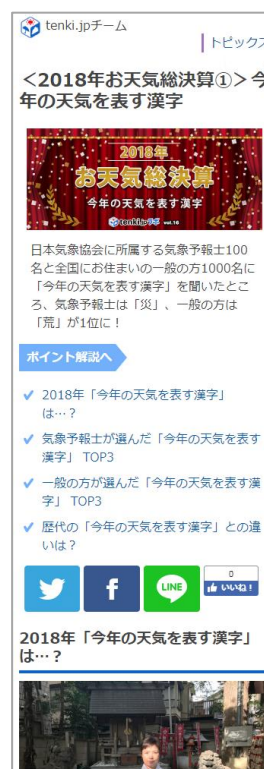 tenki.jpチーム
トピックス
＜2018年お天気総決算①＞今
年の天気を表す漢字
2018年
お天気総決算
今年の天気を表す漢字
tenki.jpラボ vol.16
日本気象協会に所属する気象予報士100
名と全国にお住まいの一般の方1000名に
「今年の天気を表す漢字」を聞いたとこ
ろ、気象予報士は「災」、一般の方は
「荒」が1位に！
ポイント解説へ
2018年「今年の天気を表す漢字」
は…？
気象予報士が選んだ「今年の天気を表す
漢字」 TOP3
一般の方が選んだ「今年の天気を表す漢
字」 TOP3
歴代の「今年の天気を表す漢字」との違
いは？
f
LINE
0
いいね！
2018年「今年の天気を表す漢字」
は…？